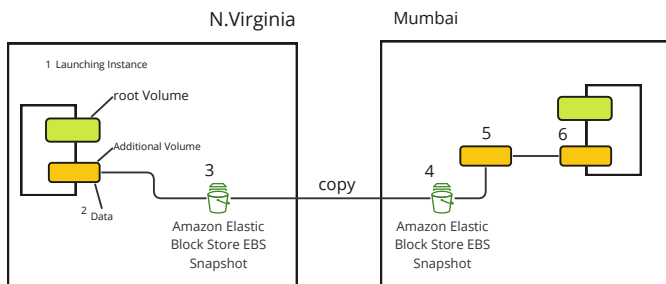 N.Virginia
Mumbai
1 Launching Instance
root Volume
Additional Volume
2 Data
3
copy
4
5
6
Amazon Elastic
Block Store EBS
Snapshot
Amazon Elastic
Block Store EBS
Snapshot